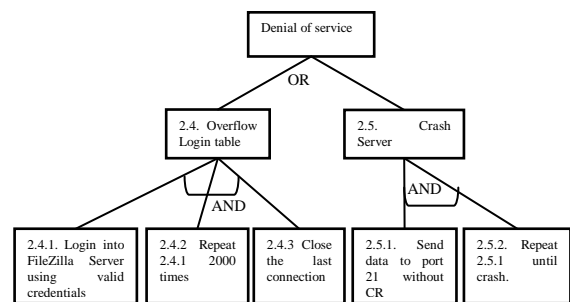 Denial of service
OR
2.4. Overflow
Login table
2.5. Crash
Server
AND
AND
2.4.1. Login into
FileZilla Server
using valid
credentials
2.4.2 Repeat
2.4.1 2000
times
2.4.3 Close
the last
connection
2.5.1. Send
data to port
21 without
CR
2.5.2. Repeat
2.5.1 until
crash.